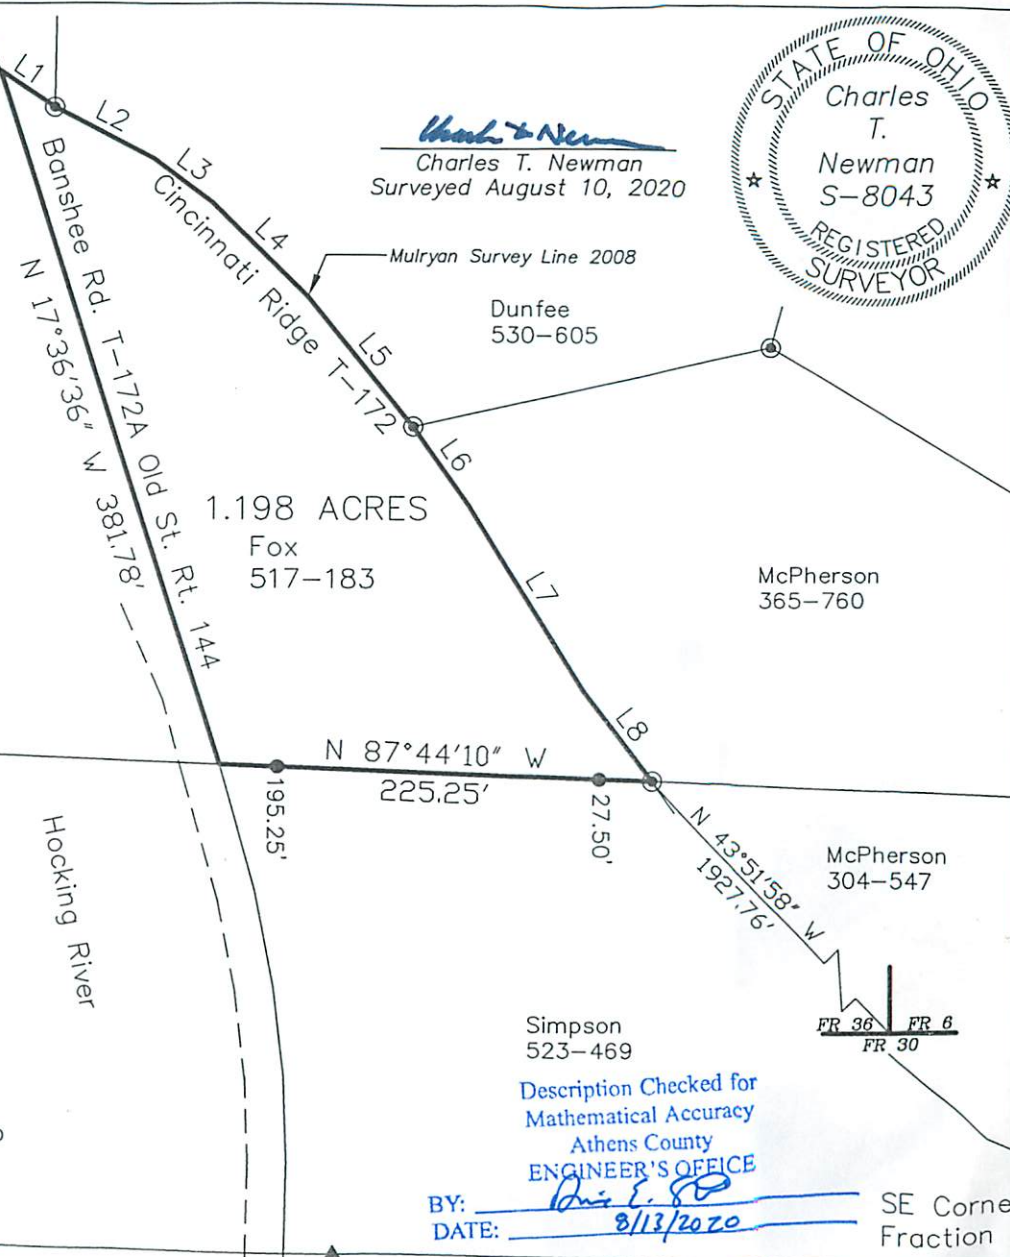 L1
L2
L3
L4
L5
L6
L7
L8
STATE OF OHIO
Charles
T.
Newman
S-8043
REGISTERED
SURVEYOR
Charles T. Newman
Charles T. Newman
Surveyed August 10, 2020
Mulryan Survey Line 2008
Banshee Rd. T-172A Old St. Rt. 144
N 17°36'36" W 381.78'
Cincinnati Ridge T-172
Dunfee
530-605
1.198 ACRES
Fox
517-183
McPherson
365-760
N 87°44'10" W
225.25'
195.25'
27.50'
N 43°51'58" W
1927.76'
McPherson
304-547
Hocking River
FR 36 FR 6
FR 30
Simpson
523-469
Description Checked for
Mathematical Accuracy
Athens County
ENGINEER'S OFFICE
BY:
DATE: 8/13/2020
SE Corne
Fraction